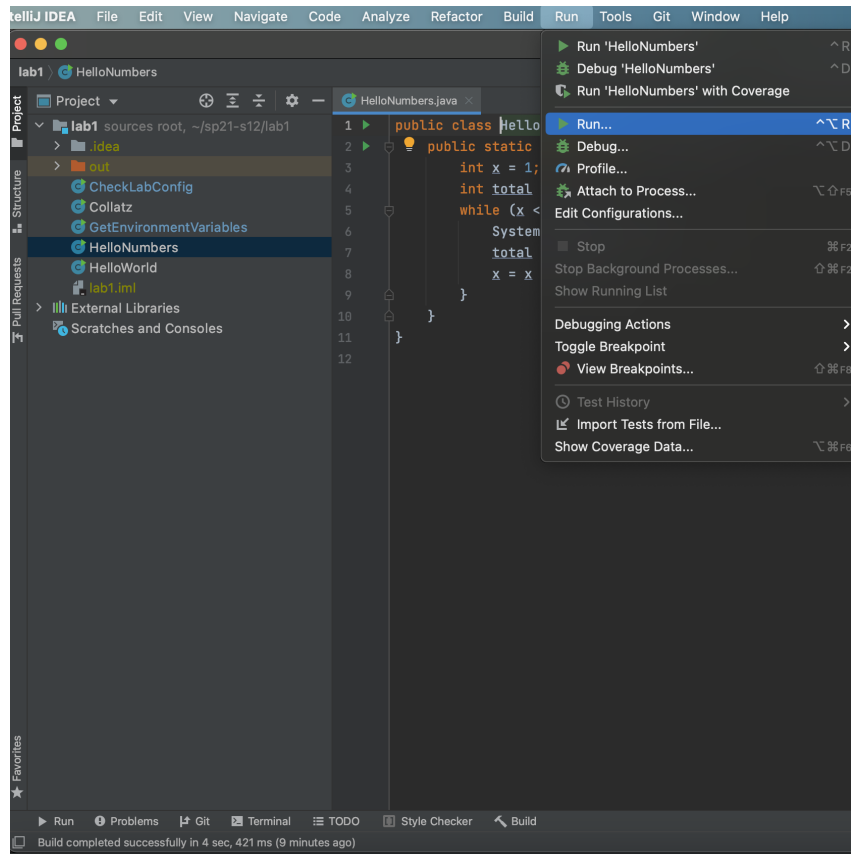 telliJ IDEA File Edit View Navigate Code Analyze Refactor Build Run Tools Git Window Help
lab1 HelloNumbers
Project
HelloNumbers.java
Project
Structure
Pull Requests
Favorites
lab1 sources root, ~/sp21-s12/lab1
.idea
out
CheckLabConfig
Collatz
GetEnvironmentVariables
HelloNumbers
HelloWorld
lab1.iml
External Libraries
Scratches and Consoles
1 public class Hello
2 public static
3 int x = 1;
4 int total
5 while (x <
6 System
7 total
8 x = x
9 }
10 }
11 }
12
Run 'HelloNumbers' ^ R
Debug 'HelloNumbers' ^ D
Run 'HelloNumbers' with Coverage
Run... ^⌥ R
Debug... ^⌥ D
Profile...
Attach to Process... ⌥⇧F5
Edit Configurations...
Stop ⌘F2
Stop Background Processes... ⇧⌘F2
Show Running List
Debugging Actions
Toggle Breakpoint
View Breakpoints... ⇧⌘F8
Test History
Import Tests from File...
Show Coverage Data... ⌥⌘F6
Run Problems Git Terminal TODO Style Checker Build
Build completed successfully in 4 sec, 421 ms (9 minutes ago)